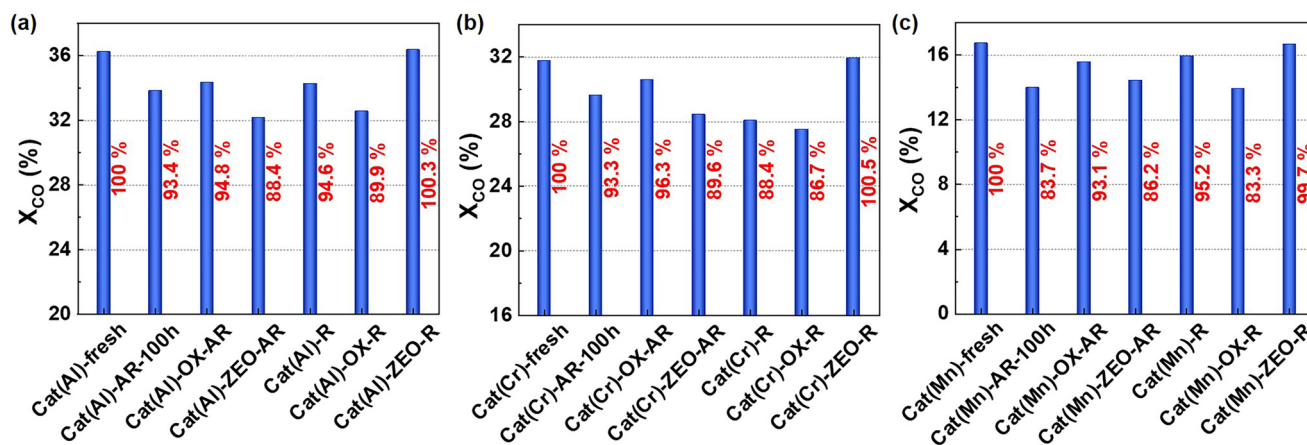 (a)
X_CO (%)
36
32
28
24
20
100 %
93.4 %
94.8 %
88.4 %
94.6 %
89.9 %
100.3 %
Cat(Al)-fresh
Cat(Al)-AR-100h
Cat(Al)-OX-AR
Cat(Al)-ZEO-AR
Cat(Al)-R
Cat(Al)-OX-R
Cat(Al)-ZEO-R
(b)
X_CO (%)
32
28
24
20
16
100 %
93.3 %
96.3 %
89.6 %
88.4 %
86.7 %
100.5 %
Cat(Cr)-fresh
Cat(Cr)-AR-100h
Cat(Cr)-OX-AR
Cat(Cr)-ZEO-AR
Cat(Cr)-R
Cat(Cr)-OX-R
Cat(Cr)-ZEO-R
(c)
X_CO (%)
16
12
8
4
0
100 %
83.7 %
93.1 %
86.2 %
95.2 %
83.3 %
99.7 %
Cat(Mn)-fresh
Cat(Mn)-AR-100h
Cat(Mn)-OX-AR
Cat(Mn)-ZEO-AR
Cat(Mn)-R
Cat(Mn)-OX-R
Cat(Mn)-ZEO-R